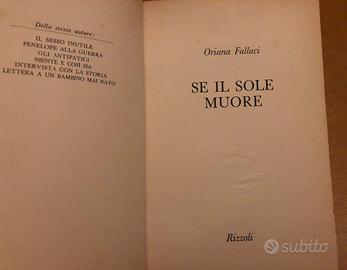 Dello stesso autore:
IL SESSO INUTILE
PENELOPE ALLA GUERRA
GLI ANTIPATICI
NIENTE E COSÌ SIA
INTERVISTA CON LA STORIA
LETTERA A UN BAMBINO MAI NATO
Oriana Fallaci
SE IL SOLE
MUORE
Rizzoli
subito